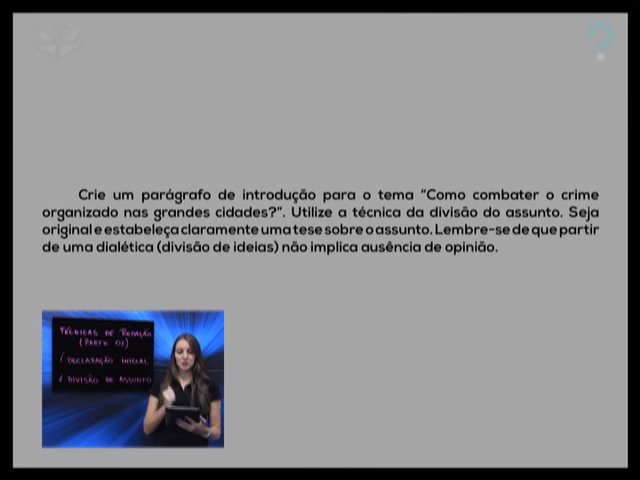 Crie um parágrafo de introdução para o tema “Como combater o crime
organizado nas grandes cidades?”. Utilize a técnica da divisão do assunto. Seja
original e estabeleça claramente uma tese sobre o assunto. Lembre-se de que partir
de uma dialética (divisão de ideias) não implica ausência de opinião.
TÉCNICAS DE REDAÇÃO
(PARTE 01)
DECLARAÇÃO INICIAL
DIVISÃO DE ASSUNTO